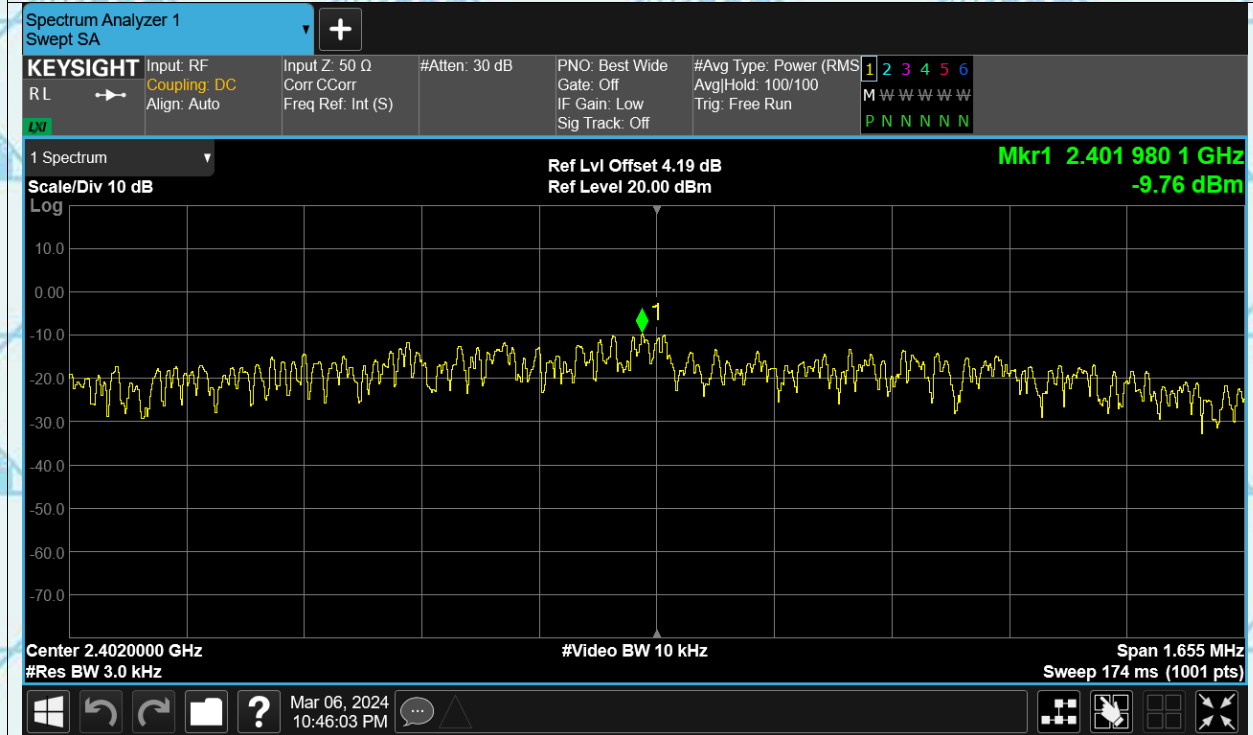 Spectrum Analyzer 1
Swept SA
+
KEYSIGHT
R L
LXI
Input: RF
Coupling: DC
Align: Auto
Input Z: 50 Ω
Corr CCorr
Freq Ref: Int (S)
#Atten: 30 dB
PNO: Best Wide
Gate: Off
IF Gain: Low
Sig Track: Off
#Avg Type: Power (RMS
Avg|Hold: 100/100
Trig: Free Run
1 2 3 4 5 6
M W W W W W
P N N N N N
1 Spectrum
Scale/Div 10 dB
Log
Ref Lvl Offset 4.19 dB
Ref Level 20.00 dBm
Mkr1 2.401 980 1 GHz
-9.76 dBm
10.0
0.00
-10.0
-20.0
-30.0
-40.0
-50.0
-60.0
-70.0
1
Center 2.4020000 GHz
#Res BW 3.0 kHz
#Video BW 10 kHz
Span 1.655 MHz
Sweep 174 ms (1001 pts)
?
Mar 06, 2024
10:46:03 PM